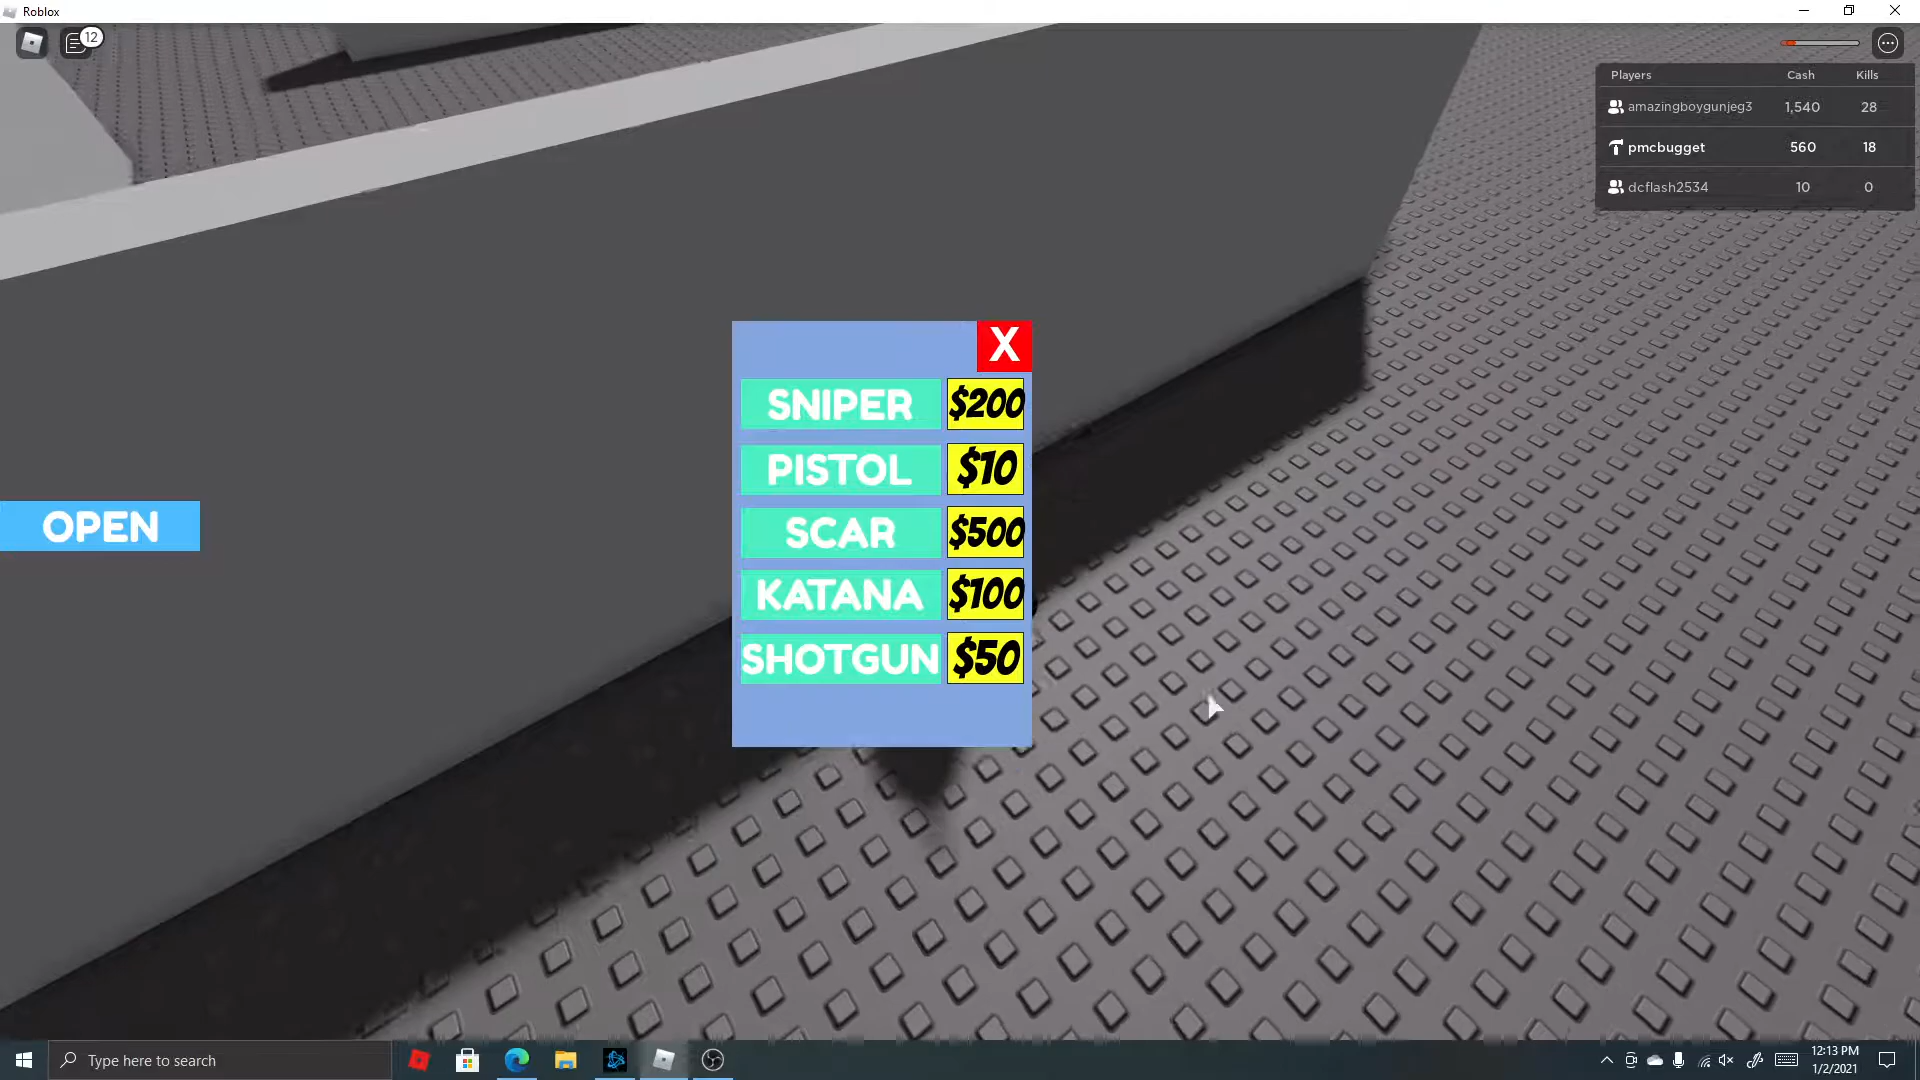 Roblox
12
Players Cash Kills
amazingboygunjeg3 1,540 28
pmcbugget 560 18
dcflash2534 10 0
X
SNIPER $200
PISTOL $10
SCAR $500
OPEN
KATANA $100
SHOTGUN $50
Type here to search
12:13 PM
1/2/2021